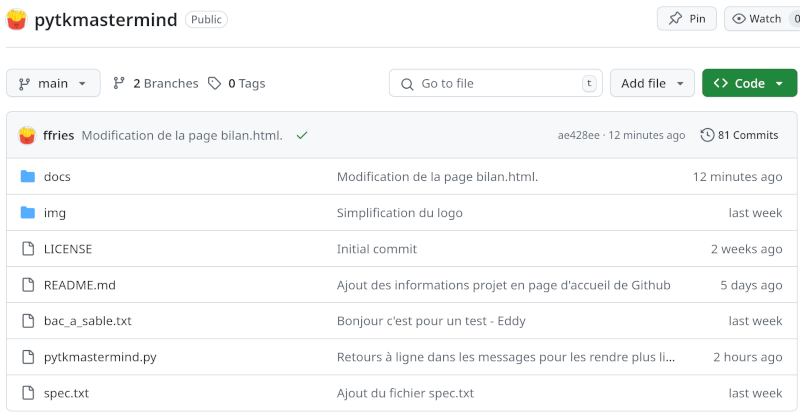 pytkmastermind Public Pin Watch 0
main 2 Branches 0 Tags Go to file t Add file Code
ffries Modification de la page bilan.html. ae428ee · 12 minutes ago 81 Commits
docs Modification de la page bilan.html. 12 minutes ago
img Simplification du logo last week
LICENSE Initial commit 2 weeks ago
README.md Ajout des informations projet en page d'accueil de Github 5 days ago
bac_a_sable.txt Bonjour c'est pour un test - Eddy last week
pytkmastermind.py Retours à ligne dans les messages pour les rendre plus li... 2 hours ago
spec.txt Ajout du fichier spec.txt last week